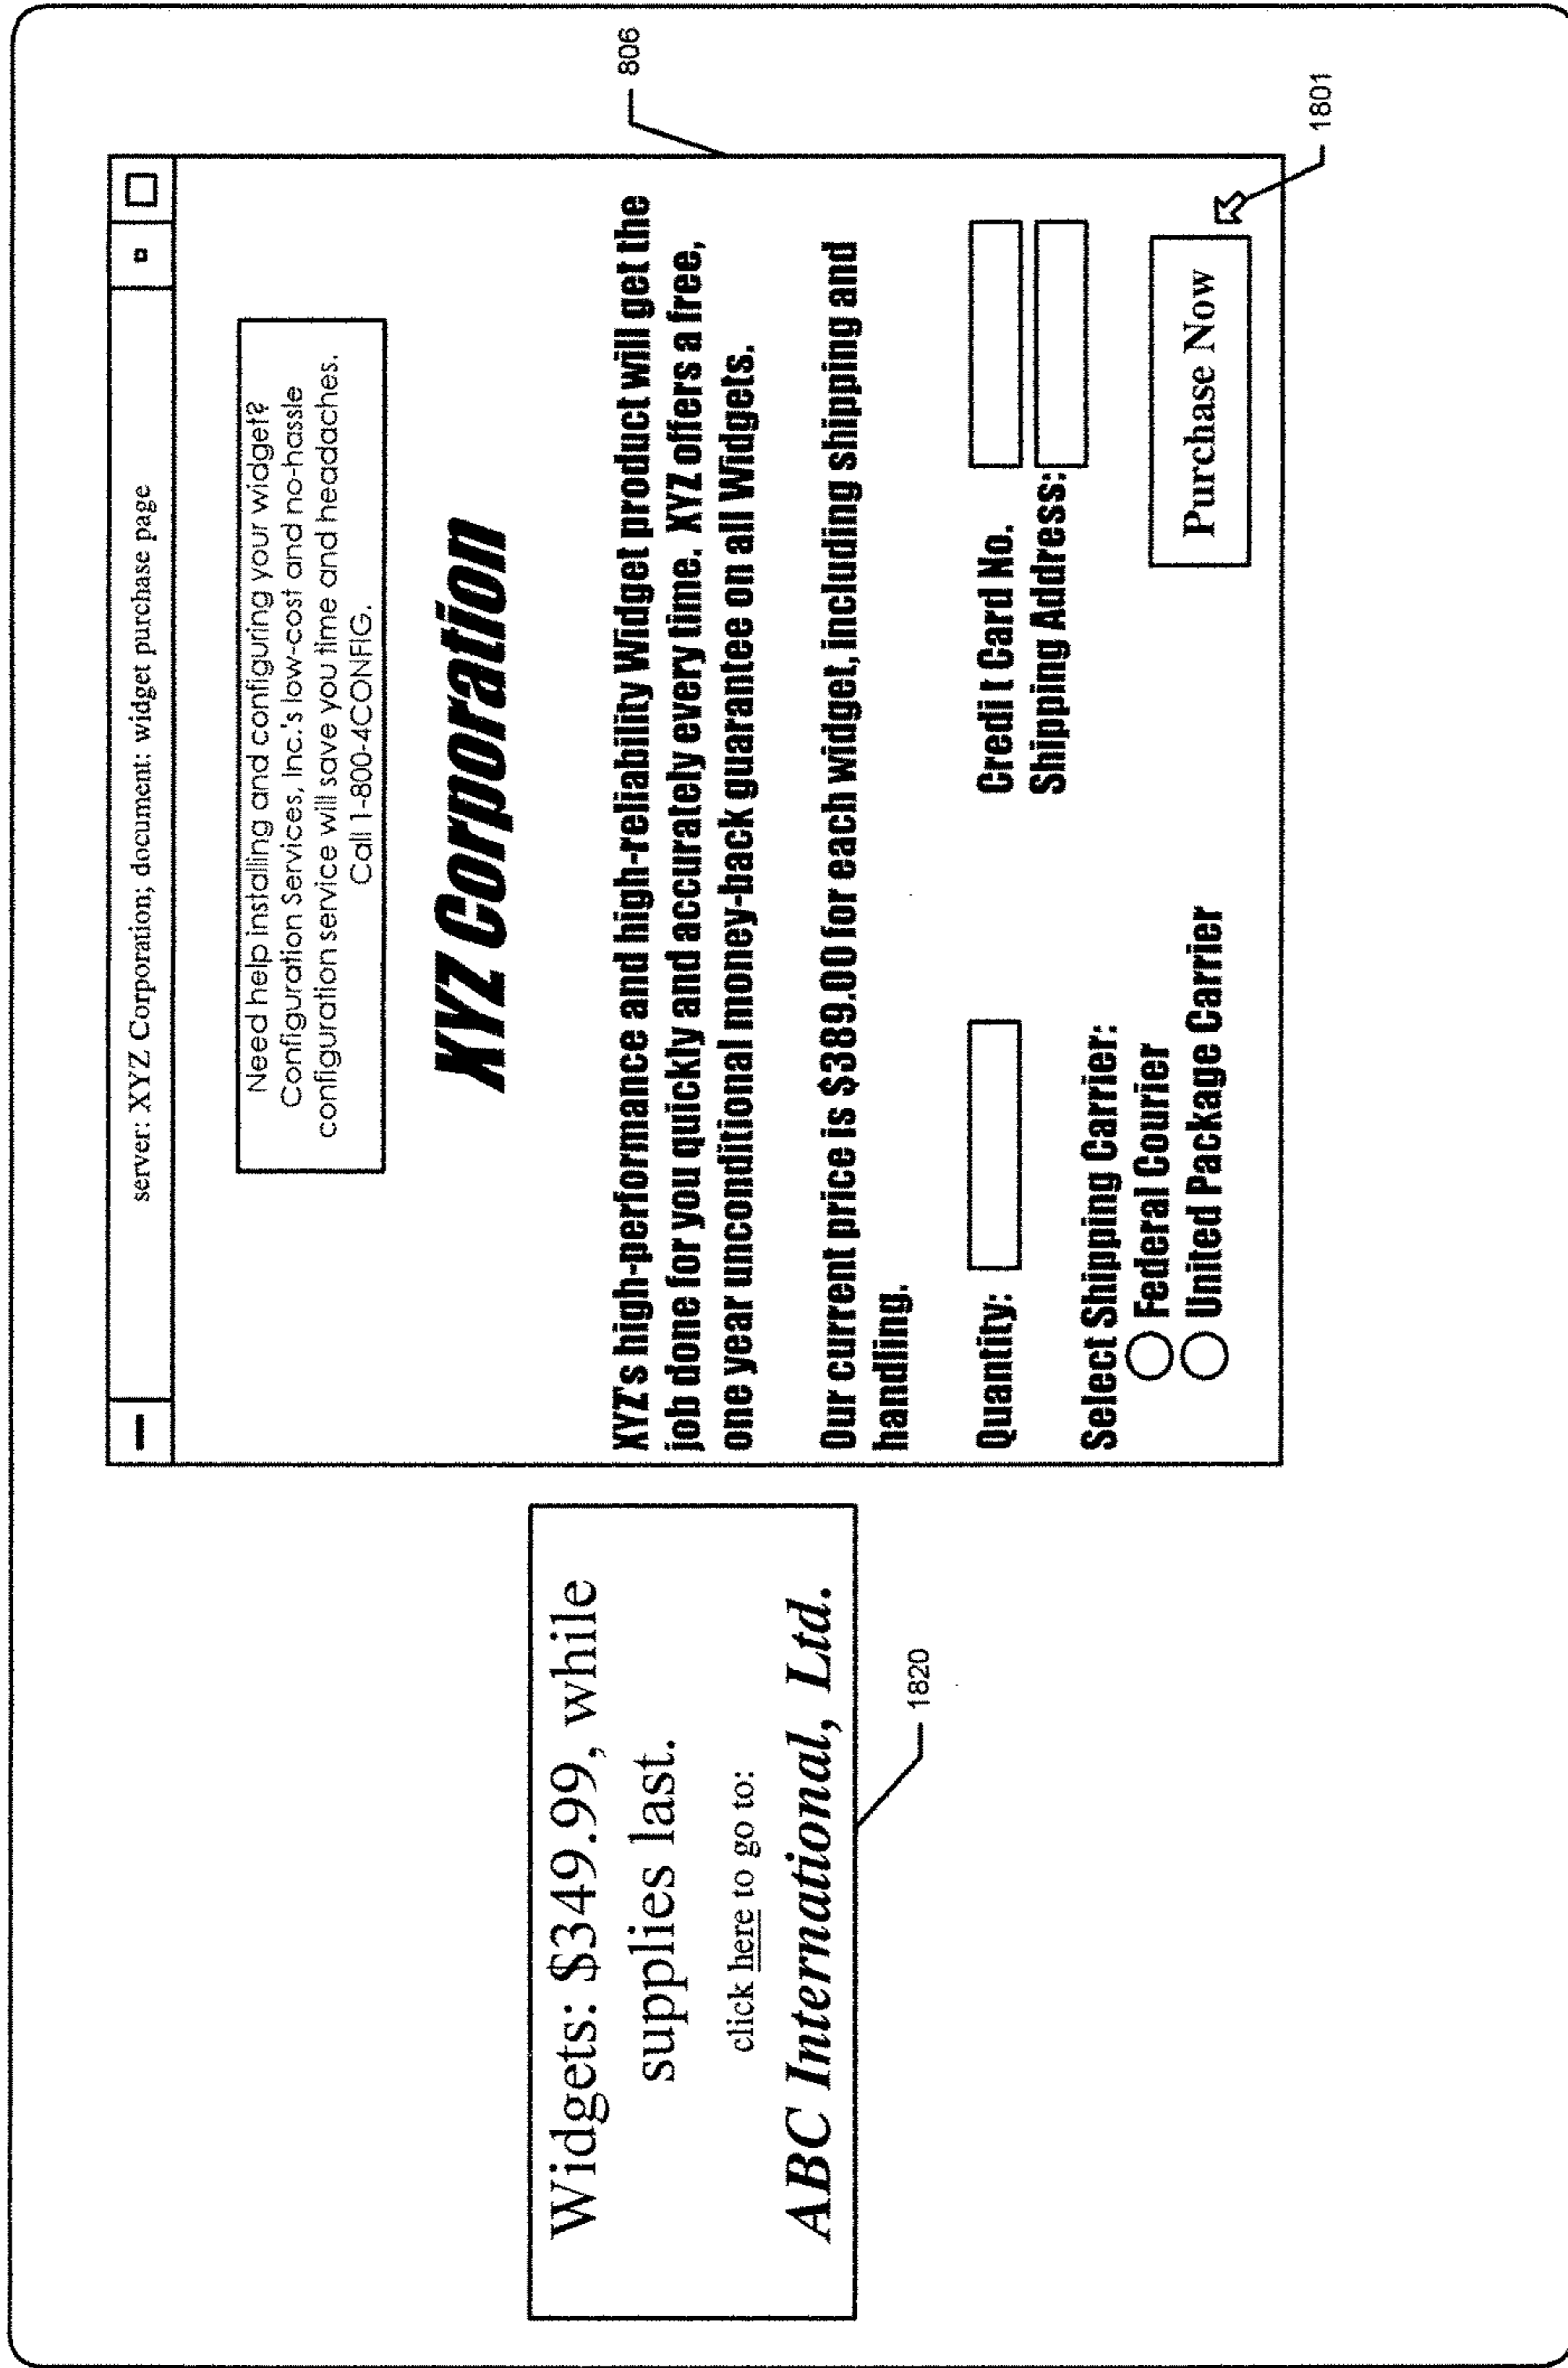 Widgets: $349.99, while
supplies last.
click here to go to:
ABC International, Ltd.
1820
server: XYZ Corporation; document: widget purchase page
Need help installing and configuring your widget?
Configuration Services, Inc.'s low-cost and no-hassle
configuration service will save you time and headaches.
Call 1-800-4CONFIG.
XYZ Corporation
XYZ's high-performance and high-reliability Widget product will get the
job done for you quickly and accurately every time. XYZ offers a free,
one year unconditional money-back guarantee on all Widgets.
Our current price is $389.00 for each widget, including shipping and
handling.
Quantity:
Credit Card No.
Shipping Address:
Select Shipping Carrier:
Federal Courier
United Package Carrier
Purchase Now
806
1801